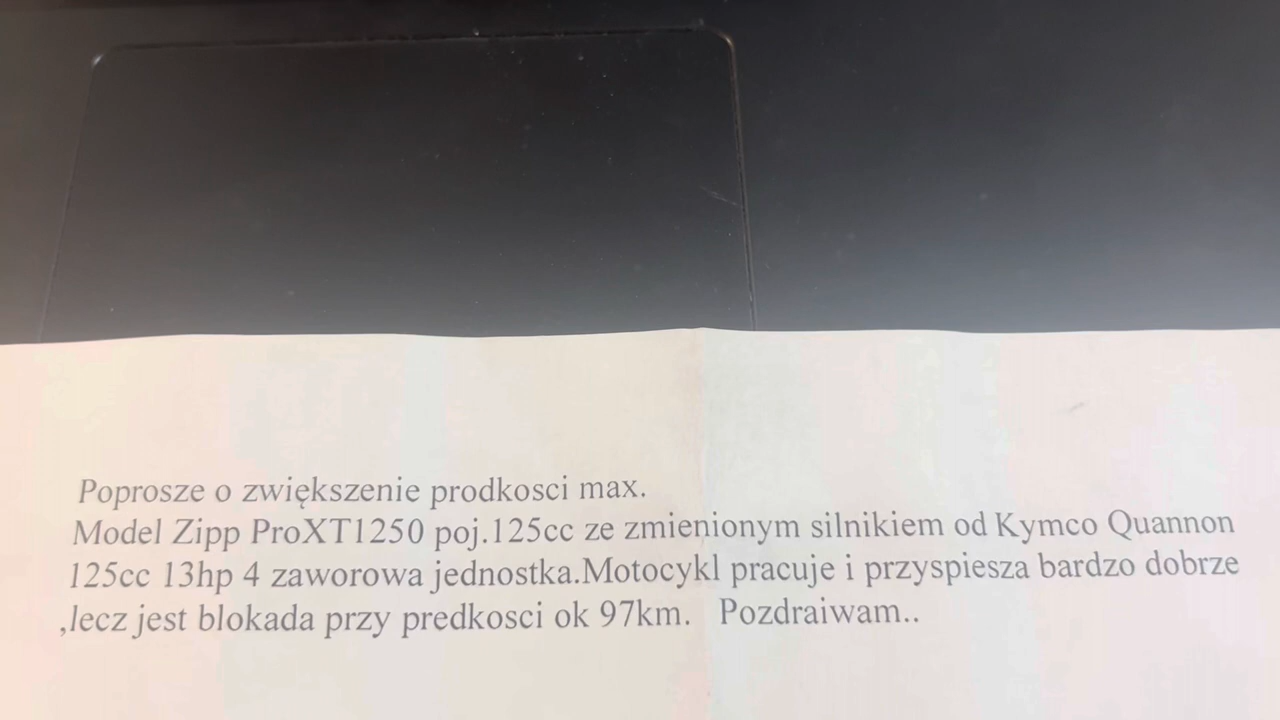 Poprosze o zwiększenie prodkosci max.
Model Zipp ProXT1250 poj.125cc ze zmienionym silnikiem od Kymco Quannon
125cc 13hp 4 zaworowa jednostka.Motocykl pracuje i przyspiesza bardzo dobrze
,lecz jest blokada przy predkosci ok 97km. Pozdraiwam..